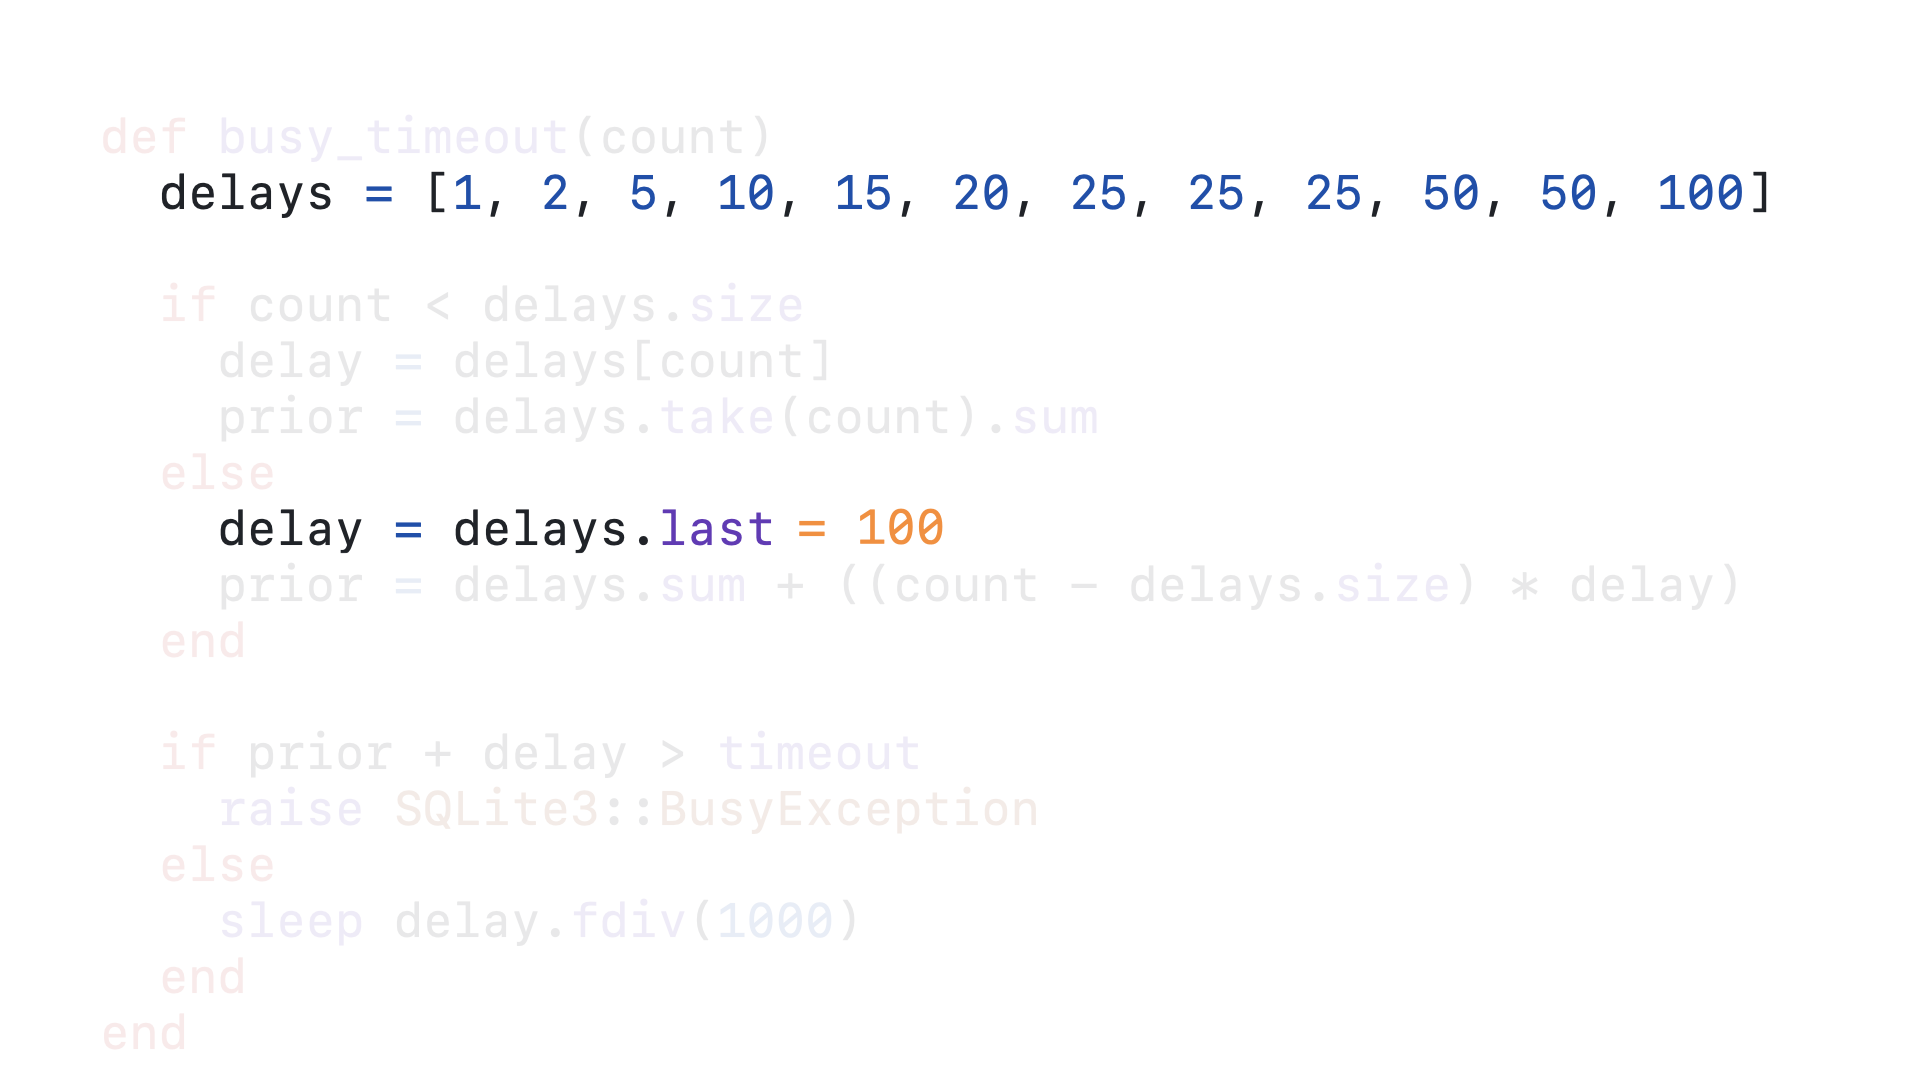 def busy_timeout(count)
  delays = [1, 2, 5, 10, 15, 20, 25, 25, 25, 50, 50, 100]
  if count < delays.size
    delay = delays[count]
    prior = delays.take(count).sum
  else
    delay = delays.last = 100
    prior = delays.sum + ((count - delays.size) * delay)
  end
  if prior + delay > timeout
    raise SQLite3::BusyException
  else
    sleep delay.fdiv(1000)
  end
end